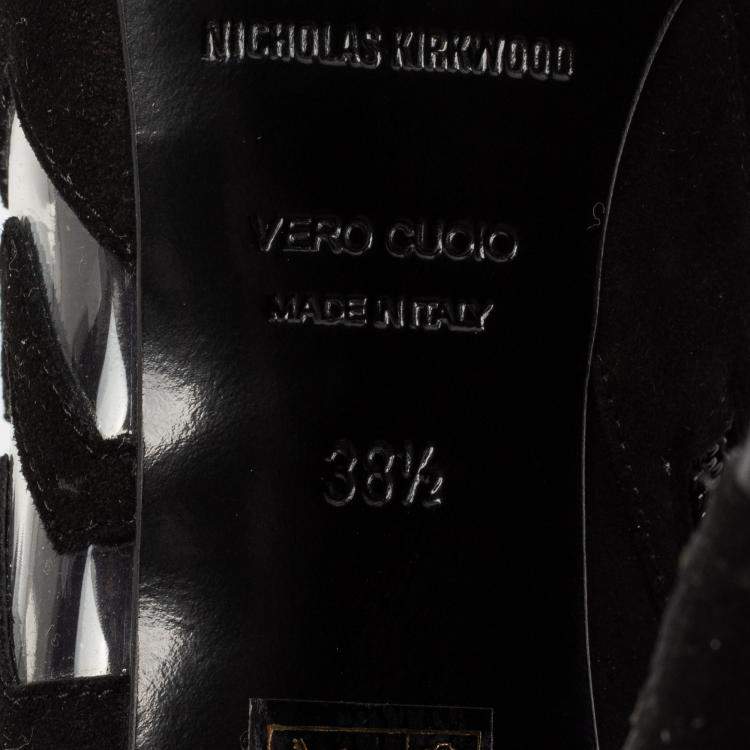 NICHOLAS KIRKWOOD
VERO CUOIO
MADE IN ITALY
38½